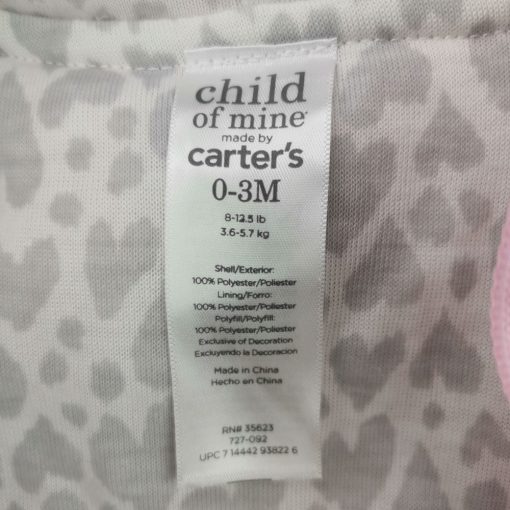 child
of mine
made by
carter's
0-3M
8-12.5 lb
3.6-5.7 kg
Shell/Exterior:
100% Polyester/Poliester
Lining/Forro:
100% Polyester/Poliester
Polyfill/Polyfill:
100% Polyester/Poliester
Exclusive of Decoration
Excluyendo la Decoracion
Made in China
Hecho en China
RN# 35623
727-092
UPC 7 14442 93822 6